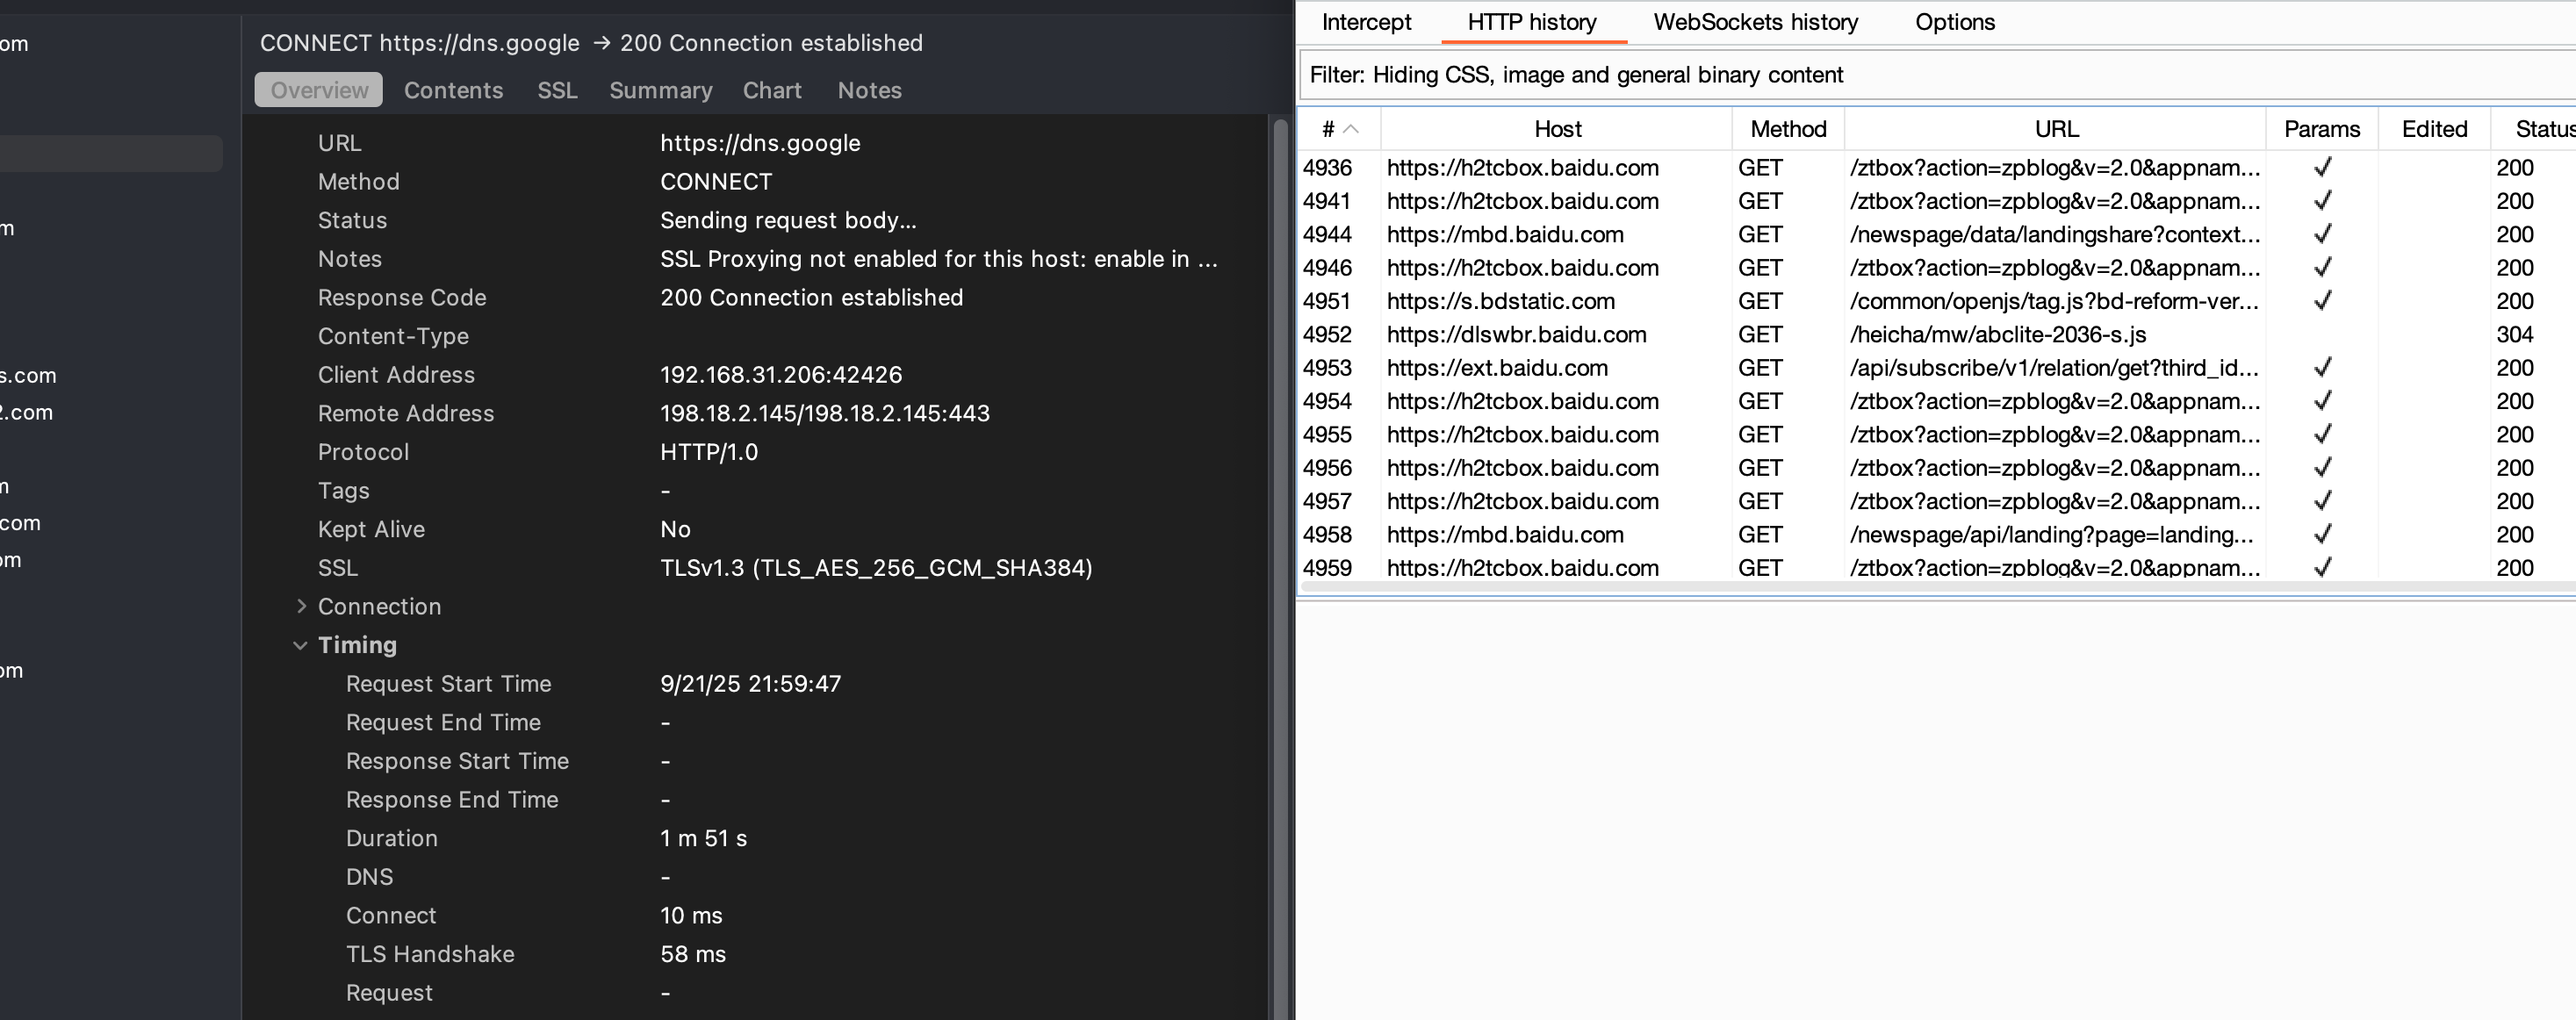 om
m
s.com
2.com
com
om
om
CONNECT https://dns.google → 200 Connection established
Overview Contents SSL Summary Chart Notes
URL https://dns.google
Method CONNECT
Status Sending request body...
Notes SSL Proxying not enabled for this host: enable in ...
Response Code 200 Connection established
Content-Type
Client Address 192.168.31.206:42426
Remote Address 198.18.2.145/198.18.2.145:443
Protocol HTTP/1.0
Tags -
Kept Alive No
SSL TLSv1.3 (TLS_AES_256_GCM_SHA384)
Connection
Timing
Request Start Time 9/21/25 21:59:47
Request End Time -
Response Start Time -
Response End Time -
Duration 1 m 51 s
DNS -
Connect 10 ms
TLS Handshake 58 ms
Request -
Intercept HTTP history WebSockets history Options
Filter: Hiding CSS, image and general binary content
# Host Method URL Params Edited Status
4936 https://h2tcbox.baidu.com GET /ztbox?action=zpblog&v=2.0&appnam... ✓ 200
4941 https://h2tcbox.baidu.com GET /ztbox?action=zpblog&v=2.0&appnam... ✓ 200
4944 https://mbd.baidu.com GET /newspage/data/landingshare?context... ✓ 200
4946 https://h2tcbox.baidu.com GET /ztbox?action=zpblog&v=2.0&appnam... ✓ 200
4951 https://s.bdstatic.com GET /common/openjs/tag.js?bd-reform-ver... ✓ 200
4952 https://dlswbr.baidu.com GET /heicha/mw/abclite-2036-s.js 304
4953 https://ext.baidu.com GET /api/subscribe/v1/relation/get?third_id... ✓ 200
4954 https://h2tcbox.baidu.com GET /ztbox?action=zpblog&v=2.0&appnam... ✓ 200
4955 https://h2tcbox.baidu.com GET /ztbox?action=zpblog&v=2.0&appnam... ✓ 200
4956 https://h2tcbox.baidu.com GET /ztbox?action=zpblog&v=2.0&appnam... ✓ 200
4957 https://h2tcbox.baidu.com GET /ztbox?action=zpblog&v=2.0&appnam... ✓ 200
4958 https://mbd.baidu.com GET /newspage/api/landing?page=landing... ✓ 200
4959 https://h2tcbox.baidu.com GET /ztbox?action=zpblog&v=2.0&appnam... ✓ 200